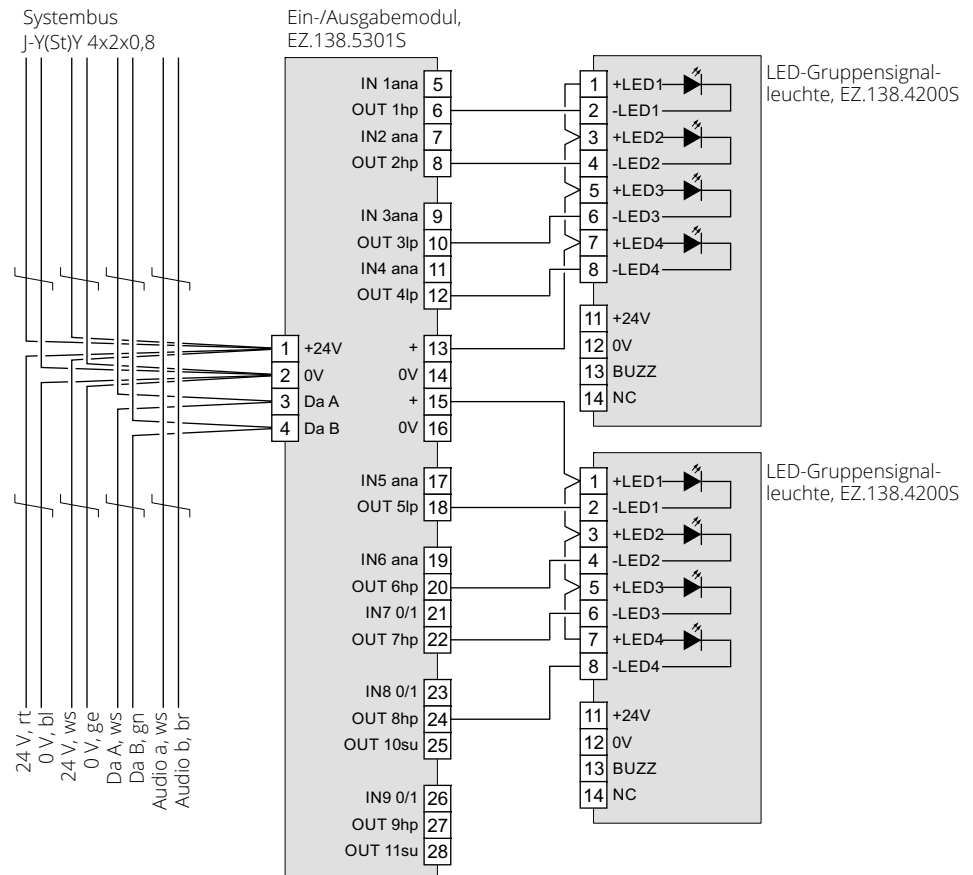 Systembus
J-Y(St)Y 4x2x0,8
Ein-/Ausgabemodul,
EZ.138.5301S
IN 1ana 5
OUT 1hp 6
IN2 ana 7
OUT 2hp 8
IN 3ana 9
OUT 3lp 10
IN4 ana 11
OUT 4lp 12
1 +24V
2 0V
3 Da A
4 Da B
+ 13
0V 14
+ 15
0V 16
IN5 ana 17
OUT 5lp 18
IN6 ana 19
OUT 6hp 20
IN7 0/1 21
OUT 7hp 22
IN8 0/1 23
OUT 8hp 24
OUT 10su 25
IN9 0/1 26
OUT 9hp 27
OUT 11su 28
LED-Gruppensignal-
leuchte, EZ.138.4200S
1 +LED1
2 -LED1
3 +LED2
4 -LED2
5 +LED3
6 -LED3
7 +LED4
8 -LED4
11 +24V
12 0V
13 BUZZ
14 NC
LED-Gruppensignal-
leuchte, EZ.138.4200S
1 +LED1
2 -LED1
3 +LED2
4 -LED2
5 +LED3
6 -LED3
7 +LED4
8 -LED4
11 +24V
12 0V
13 BUZZ
14 NC
24 V, rt
0 V, bl
24 V, ws
0 V, ge
Da A, ws
Da B, gn
Audio a, ws
Audio b, br